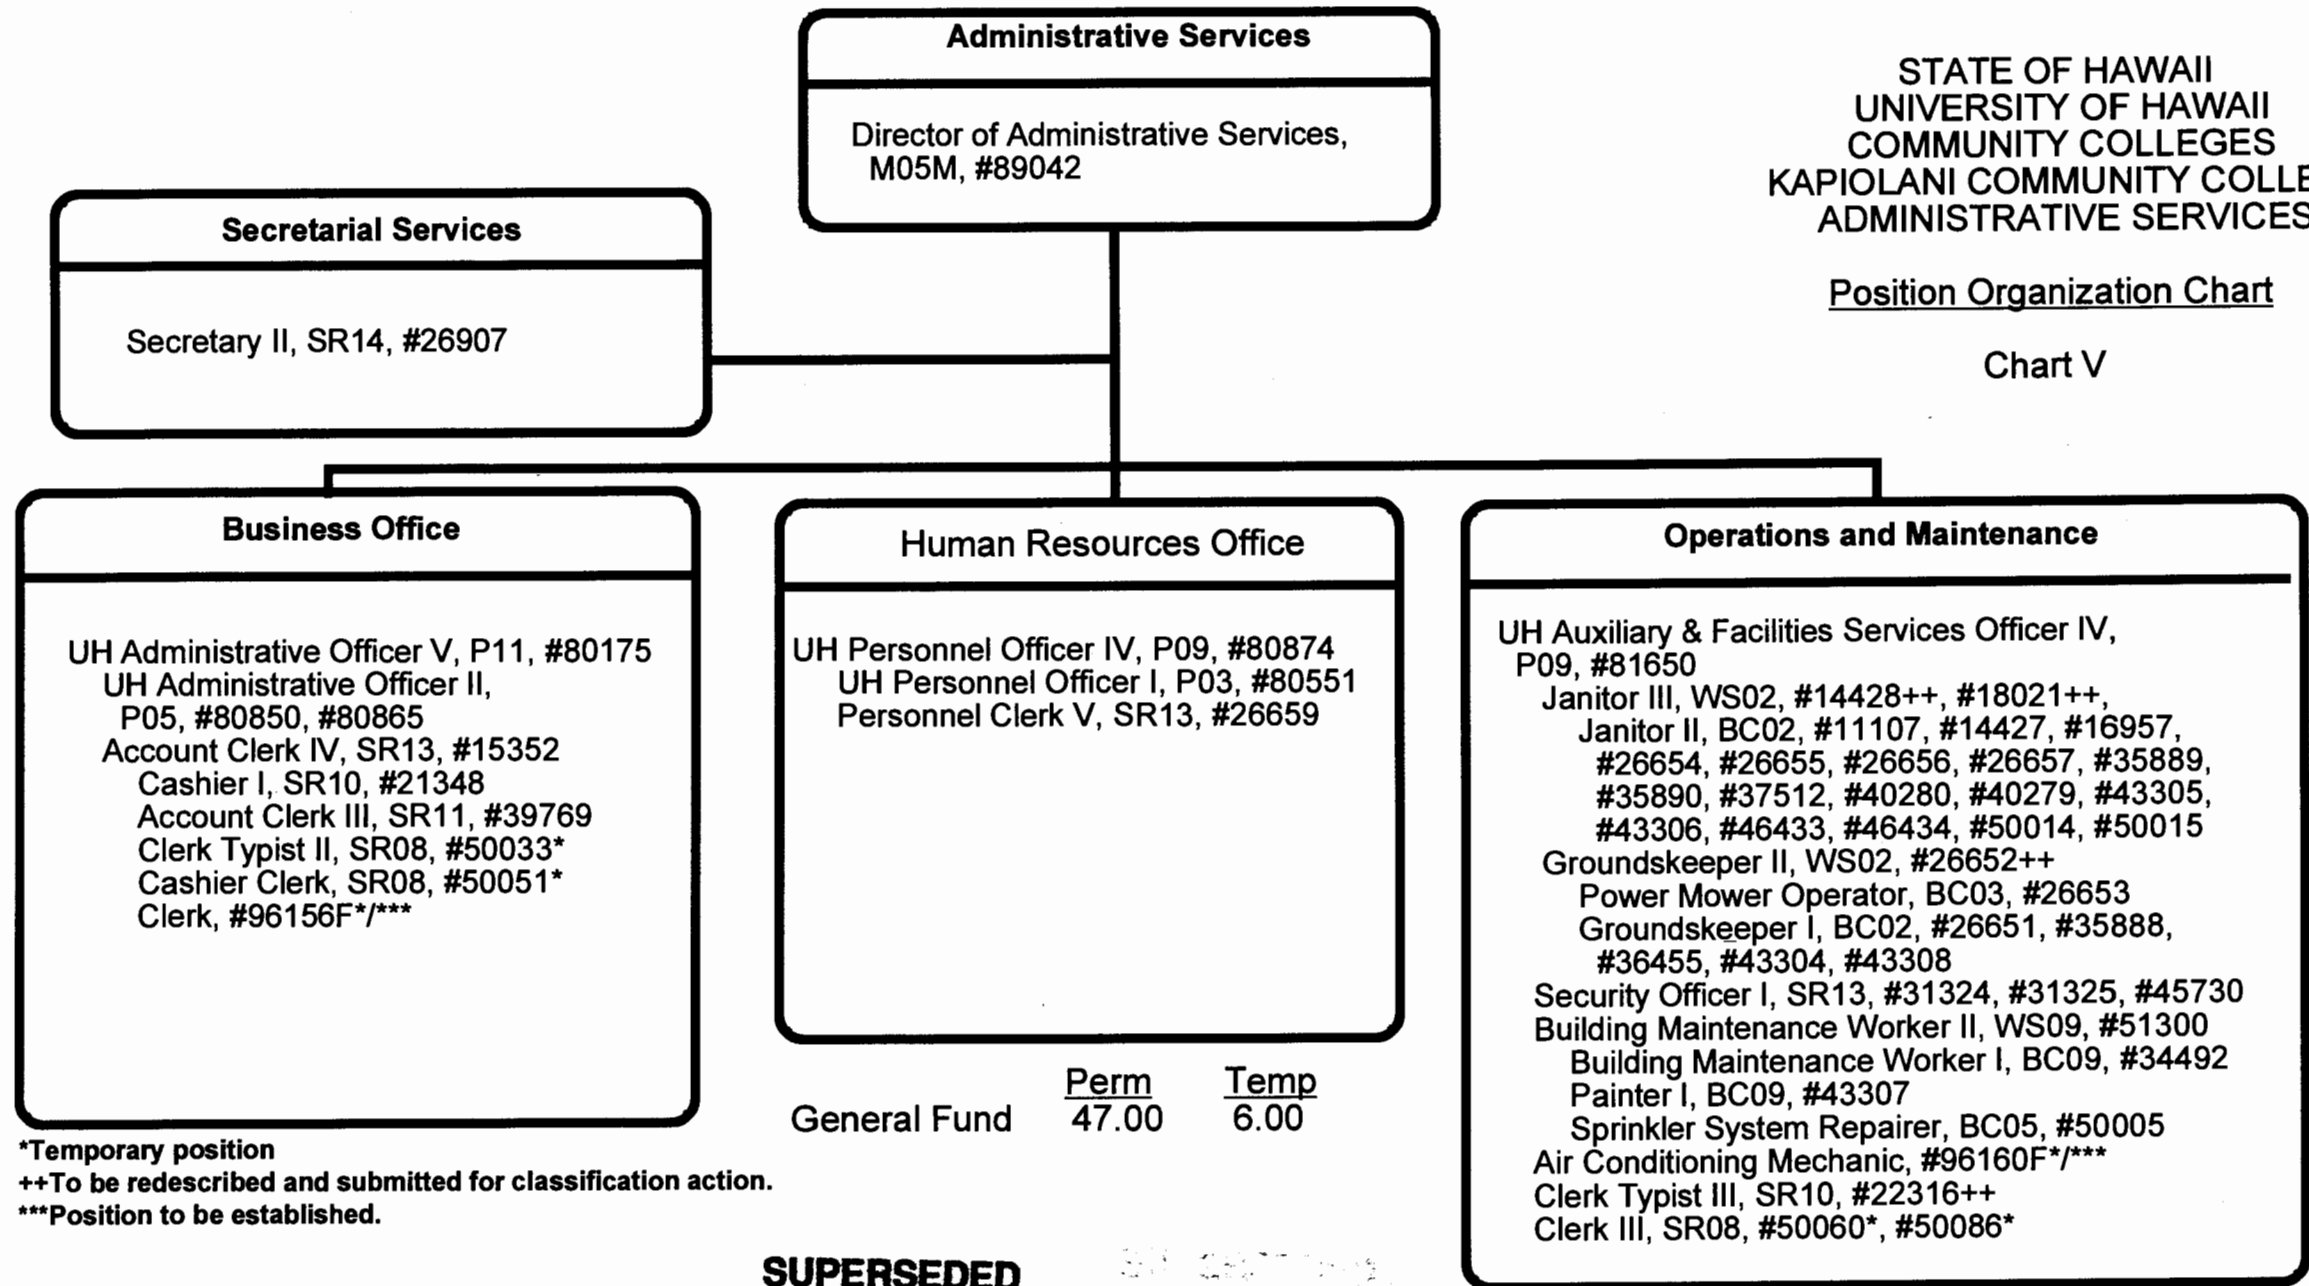 Administrative Services
Director of Administrative Services,
M05M, #89042
STATE OF HAWAII
UNIVERSITY OF HAWAII
COMMUNITY COLLEGES
KAPIOLANI COMMUNITY COLLE
ADMINISTRATIVE SERVICES
Position Organization Chart
Chart V
Secretarial Services
Secretary II, SR14, #26907
Business Office
UH Administrative Officer V, P11, #80175
UH Administrative Officer II,
P05, #80850, #80865
Account Clerk IV, SR13, #15352
Cashier I, SR10, #21348
Account Clerk III, SR11, #39769
Clerk Typist II, SR08, #50033*
Cashier Clerk, SR08, #50051*
Clerk, #96156F*/***
Human Resources Office
UH Personnel Officer IV, P09, #80874
UH Personnel Officer I, P03, #80551
Personnel Clerk V, SR13, #26659
Operations and Maintenance
UH Auxiliary & Facilities Services Officer IV,
P09, #81650
Janitor III, WS02, #14428++, #18021++,
Janitor II, BC02, #11107, #14427, #16957,
#26654, #26655, #26656, #26657, #35889,
#35890, #37512, #40280, #40279, #43305,
#43306, #46433, #46434, #50014, #50015
Groundskeeper II, WS02, #26652++
Power Mower Operator, BC03, #26653
Groundskeeper I, BC02, #26651, #35888,
#36455, #43304, #43308
Security Officer I, SR13, #31324, #31325, #45730
Building Maintenance Worker II, WS09, #51300
Building Maintenance Worker I, BC09, #34492
Painter I, BC09, #43307
Sprinkler System Repairer, BC05, #50005
Air Conditioning Mechanic, #96160F*/***
Clerk Typist III, SR10, #22316++
Clerk III, SR08, #50060*, #50086*
Perm Temp
General Fund 47.00 6.00
*Temporary position
++To be redescribed and submitted for classification action.
***Position to be established.
SUPERSEDED